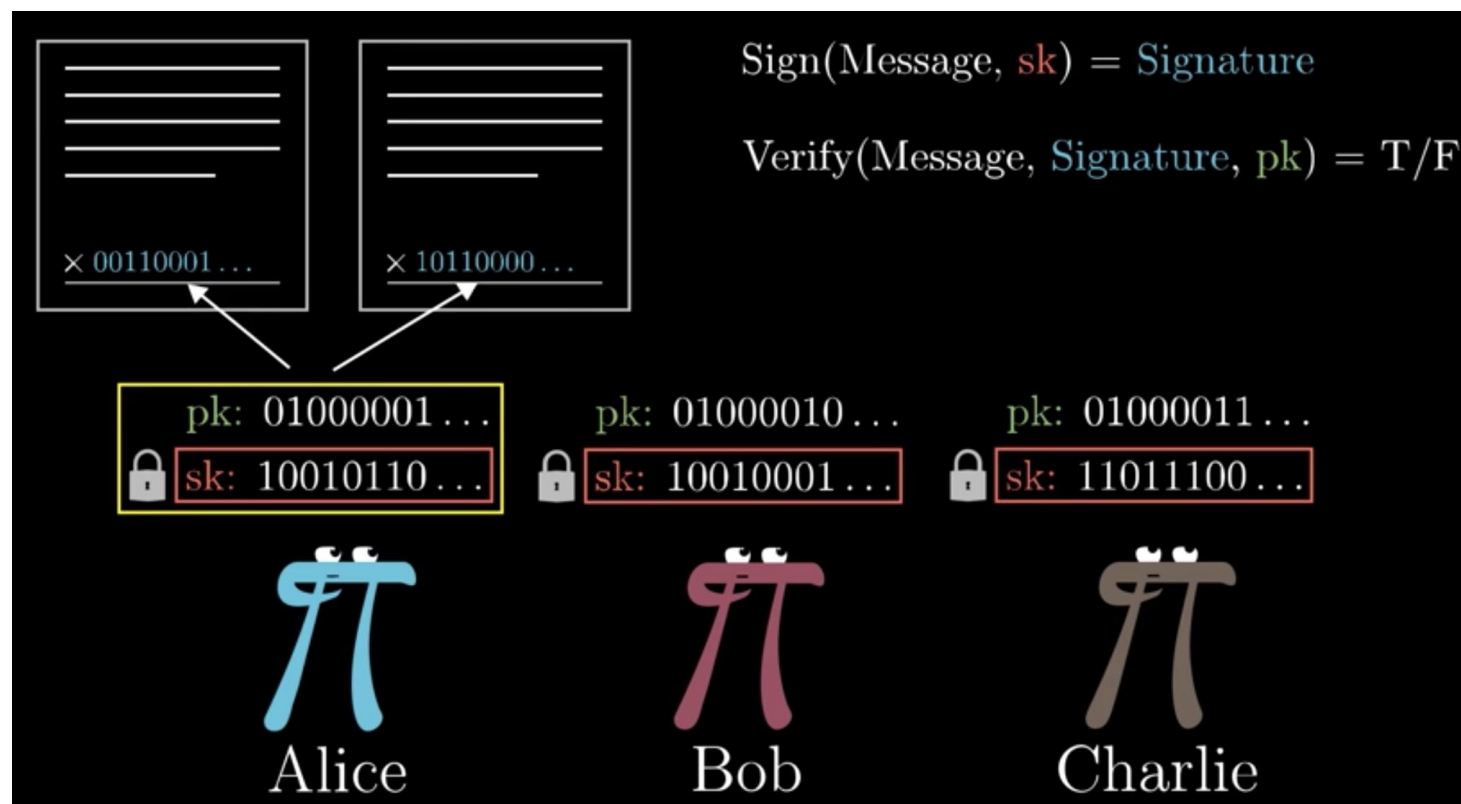 Sign(Message, sk) = Signature
Verify(Message, Signature, pk) = T/F
× 00110001...
× 10110000...
pk: 01000001...
sk: 10010110...
pk: 01000010...
sk: 10010001...
pk: 01000011...
sk: 11011100...
Alice
Bob
Charlie